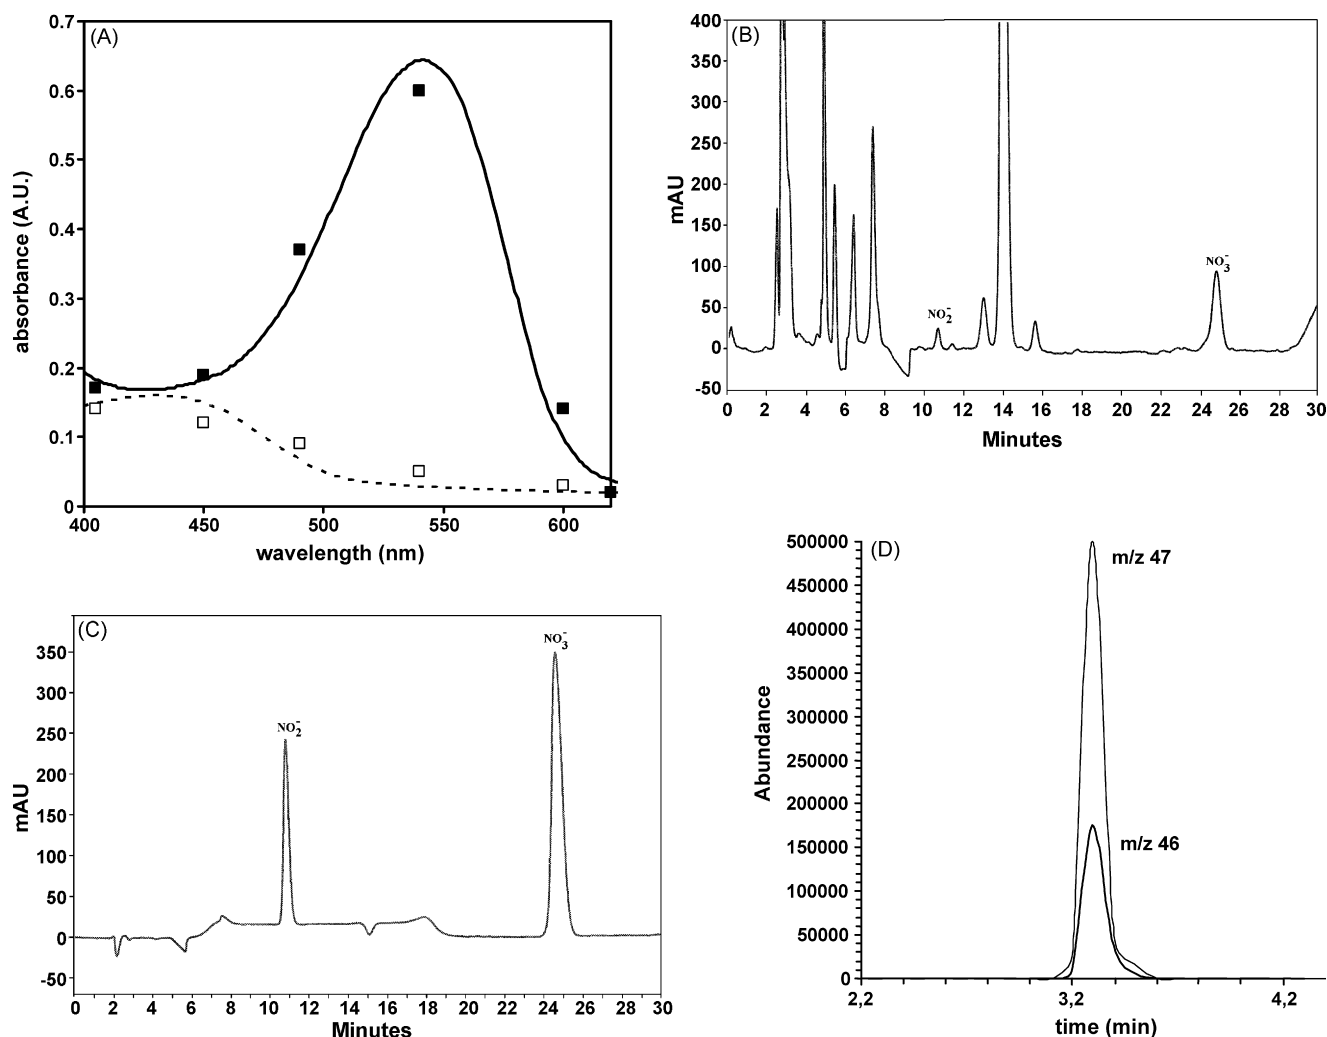 (A)
0.7
0.6
0.5
0.4
0.3
0.2
0.1
0
absorbance (A.U.)
400 450 500 550 600
wavelength (nm)
(B)
400
350
300
250
200
150
100
50
0
-50
mAU
NO2-
NO3-
0 2 4 6 8 10 12 14 16 18 20 22 24 26 28 30
Minutes
(C)
350
300
250
200
150
100
50
0
-50
mAU
NO2-
NO3-
0 2 4 6 8 10 12 14 16 18 20 22 24 26 28 30
Minutes
(D)
500000
450000
400000
350000
300000
250000
200000
150000
100000
50000
0
Abundance
m/z 47
m/z 46
2,2 3,2 4,2
time (min)